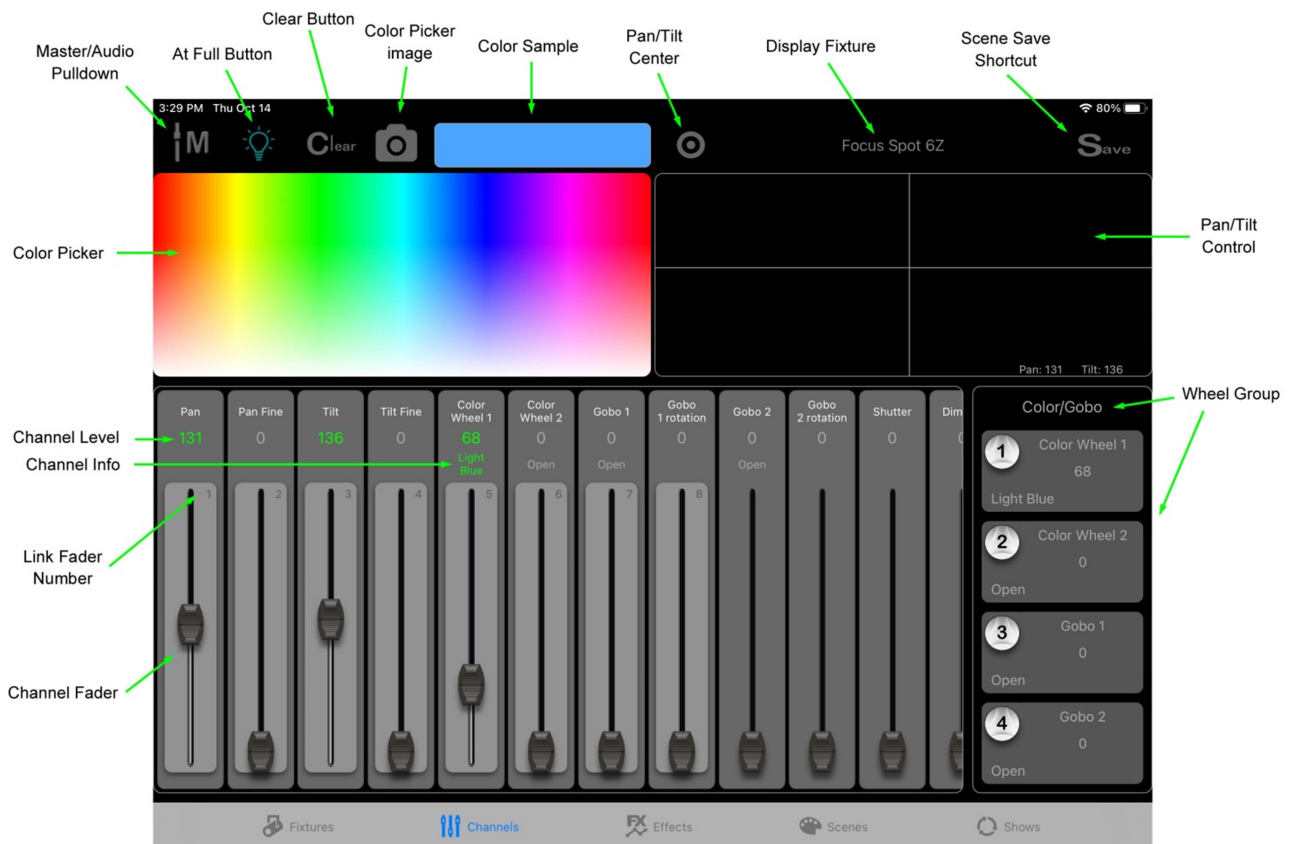 Clear Button
Color Picker
image
Master/Audio
Pulldown
At Full Button
Color Sample
Pan/Tilt
Center
Display Fixture
Scene Save
Shortcut
3:29 PM Thu Oct 14
80%
M
Clear
Focus Spot 6Z
Save
Color Picker
Pan/Tilt
Control
Pan: 131 Tilt: 136
Wheel Group
Channel Level
Channel Info
Link Fader
Number
Channel Fader
Pan
131
1
Pan Fine
0
2
Tilt
136
3
Tilt Fine
0
4
Color
Wheel 1
68
Light
Blue
5
Color
Wheel 2
0
Open
6
Gobo 1
0
Open
7
Gobo
1 rotation
0
8
Gobo 2
0
Open
Gobo
2 rotation
0
Shutter
0
Dim
Color/Gobo
1
Color Wheel 1
68
Light Blue
2
Color Wheel 2
0
Open
3
Gobo 1
0
Open
4
Gobo 2
0
Open
Fixtures
Channels
FX
Effects
Scenes
Shows